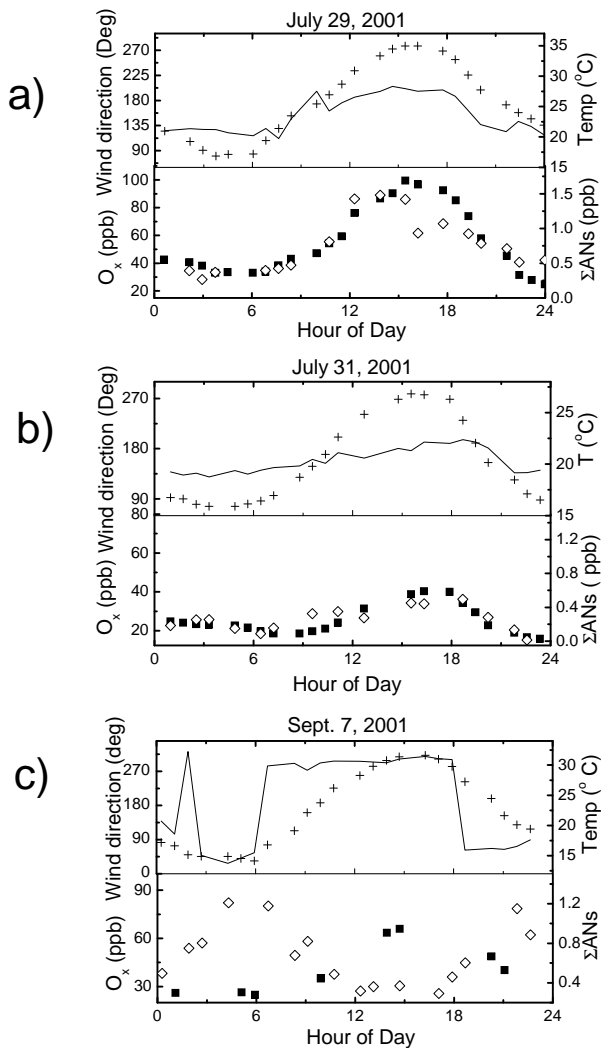 a)
July 29, 2001
Wind direction (Deg)
270
225
180
135
90
35
30
25
20
15
Temp (°C)
Ox (ppb)
100
80
60
40
20
1.5
1.0
0.5
0.0
ΣANs (ppb)
0 6 12 18 24
Hour of Day
b)
July 31, 2001
Wind direction (Deg)
270
180
90
25
20
15
T (°C)
Ox (ppb)
80
60
40
20
1.2
0.8
0.4
0.0
ΣANs ( ppb)
0 6 12 18 24
Hour of Day
c)
Sept. 7, 2001
Wind direction (deg)
270
180
90
0
30
25
20
15
Temp (° C)
Ox (ppb)
90
60
30
1.2
0.8
0.4
ΣANs
0 6 12 18 24
Hour of Day